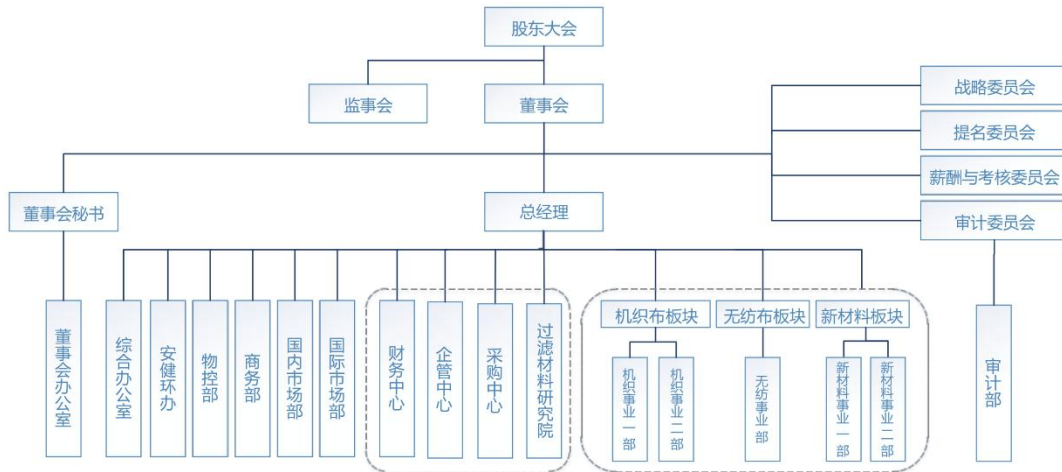 股东大会
监事会
董事会
战略委员会
提名委员会
薪酬与考核委员会
审计委员会
董事会秘书
总经理
董事会办公室
综合办公室
安健环办
物控部
商务部
国内市场部
国际市场部
财务中心
企管中心
采购中心
过滤材料研究院
机织布板块
无纺布板块
新材料板块
机织事业一部
机织事业二部
无纺事业部
新材料事业一部
新材料事业二部
审计部